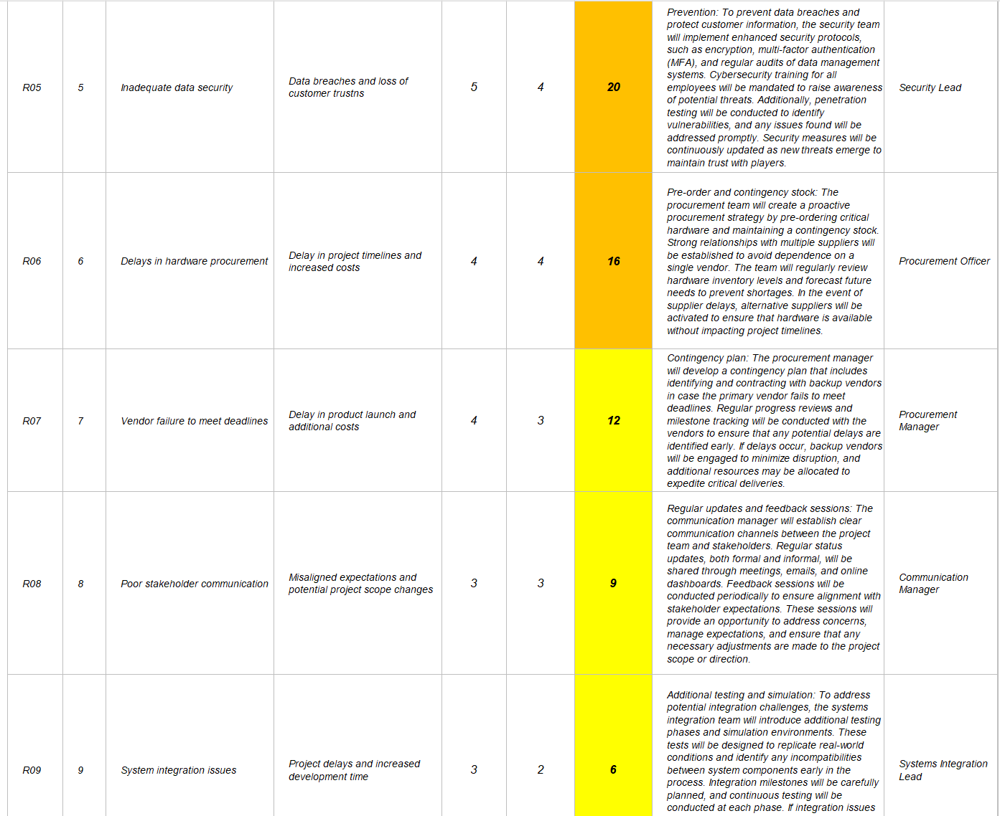 R05
5
Inadequate data security
Data breaches and loss of
customer trustns
5
4
20
Prevention: To prevent data breaches and
protect customer information, the security team
will implement enhanced security protocols,
such as encryption, multi-factor authentication
(MFA), and regular audits of data management
systems. Cybersecurity training for all
employees will be mandated to raise awareness
of potential threats. Additionally, penetration
testing will be conducted to identify
vulnerabilities, and any issues found will be
addressed promptly. Security measures will be
continuously updated as new threats emerge to
maintain trust with players.
Security Lead
R06
6
Delays in hardware procurement
Delay in project timelines and
increased costs
4
4
16
Pre-order and contingency stock: The
procurement team will create a proactive
procurement strategy by pre-ordering critical
hardware and maintaining a contingency stock.
Strong relationships with multiple suppliers will
be established to avoid dependence on a
single vendor. The team will regularly review
hardware inventory levels and forecast future
needs to prevent shortages. In the event of
supplier delays, alternative suppliers will be
activated to ensure that hardware is available
without impacting project timelines.
Procurement Officer
R07
7
Vendor failure to meet deadlines
Delay in product launch and
additional costs
4
3
12
Contingency plan: The procurement manager
will develop a contingency plan that includes
identifying and contracting with backup vendors
in case the primary vendor fails to meet
deadlines. Regular progress reviews and
milestone tracking will be conducted with the
vendors to ensure that any potential delays are
identified early. If delays occur, backup vendors
will be engaged to minimize disruption, and
additional resources may be allocated to
expedite critical deliveries.
Procurement
Manager
R08
8
Poor stakeholder communication
Misaligned expectations and
potential project scope changes
3
3
9
Regular updates and feedback sessions: The
communication manager will establish clear
communication channels between the project
team and stakeholders. Regular status
updates, both formal and informal, will be
shared through meetings, emails, and online
dashboards. Feedback sessions will be
conducted periodically to ensure alignment with
stakeholder expectations. These sessions will
provide an opportunity to address concerns,
manage expectations, and ensure that any
necessary adjustments are made to the project
scope or direction.
Communication
Manager
R09
9
System integration issues
Project delays and increased
development time
3
2
6
Additional testing and simulation: To address
potential integration challenges, the systems
integration team will introduce additional testing
phases and simulation environments. These
tests will be designed to replicate real-world
conditions and identify any incompatibilities
between system components early in the
process. Integration milestones will be carefully
planned, and continuous testing will be
conducted at each phase. If integration issues
Systems Integration
Lead